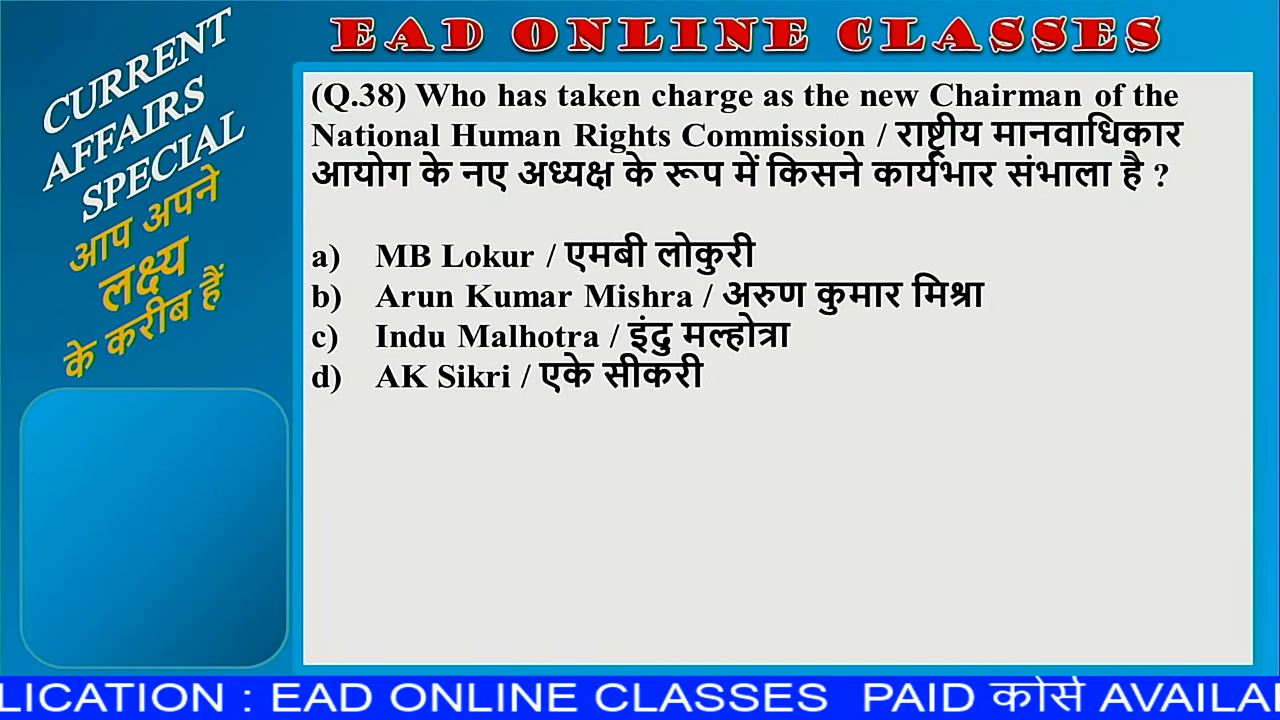 EAD ONLINE CLASSES
CURRENT
AFFAIRS
SPECIAL
आप अपने
लक्ष्य
के करीब हैं
(Q.38) Who has taken charge as the new Chairman of the
National Human Rights Commission / राष्ट्रीय मानवाधिकार
आयोग के नए अध्यक्ष के रूप में किसने कार्यभार संभाला है ?
a) MB Lokur / एमबी लोकुरी
b) Arun Kumar Mishra / अरुण कुमार मिश्रा
c) Indu Malhotra / इंदु मल्होत्रा
d) AK Sikri / एके सीकरी
LICATION : EAD ONLINE CLASSES PAID कोर्स AVAILA